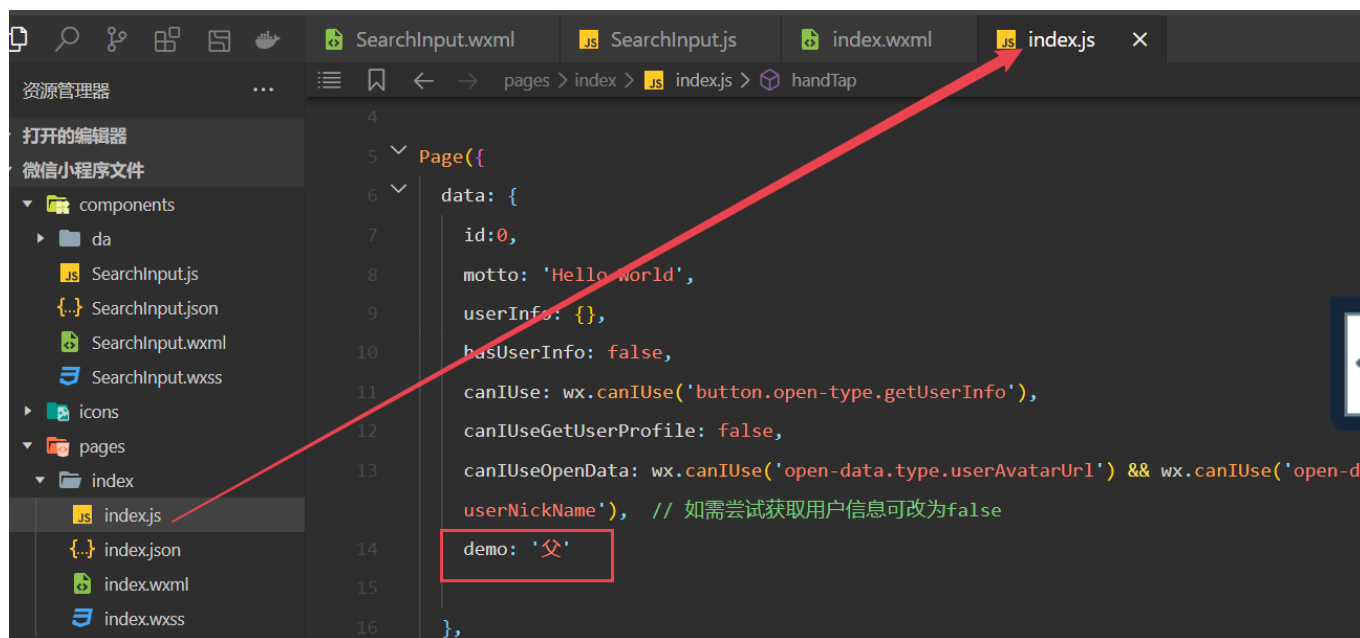 SearchInput.wxml
JS SearchInput.js
index.wxml
JS index.js
资源管理器
pages > index > JS index.js > handTap
打开的编辑器
微信小程序文件
components
da
JS SearchInput.js
{..} SearchInput.json
SearchInput.wxml
SearchInput.wxss
icons
pages
index
JS index.js
{..} index.json
index.wxml
index.wxss
4
5 Page({
6 data: {
7 id:0,
8 motto: 'Hello World',
9 userInfo: {},
10 hasUserInfo: false,
11 canIUse: wx.canIUse('button.open-type.getUserInfo'),
12 canIUseGetUserProfile: false,
13 canIUseOpenData: wx.canIUse('open-data.type.userAvatarUrl') && wx.canIUse('open-d
userNickName'), // 如需尝试获取用户信息可改为false
14 demo: '父'
15
16 },